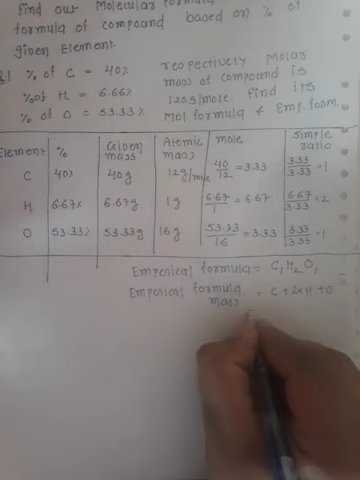 Find out Molecular formula
formula of compound based on % of
given Element
Q1 % of C = 40% respectively Molar
%of H = 6.66% mass of compound is
% of O = 53.33% 120g/mole. find its
Mol formula & Emp. foam
Element % Given mass Atomic mass mole Simple ratio
C 40% 40g 12g/mole 40/12 = 3.33 3.33/3.33 = 1
H 6.67% 6.67g 1g 6.67/1 = 6.67 6.67/3.33 = 2
O 53.33% 53.33g 16g 53.33/16 = 3.33 3.33/3.33 = 1
Emperical formula = C₁H₂O₁
Emperical formula mass = C+2xH+O